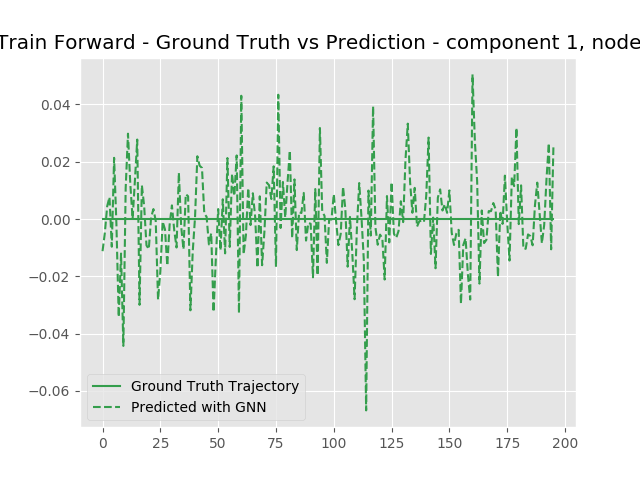 Train Forward - Ground Truth vs Prediction - component 1, node
0.04
0.02
0.00
−0.02
−0.04
−0.06
Ground Truth Trajectory
Predicted with GNN
0 25 50 75 100 125 150 175 200